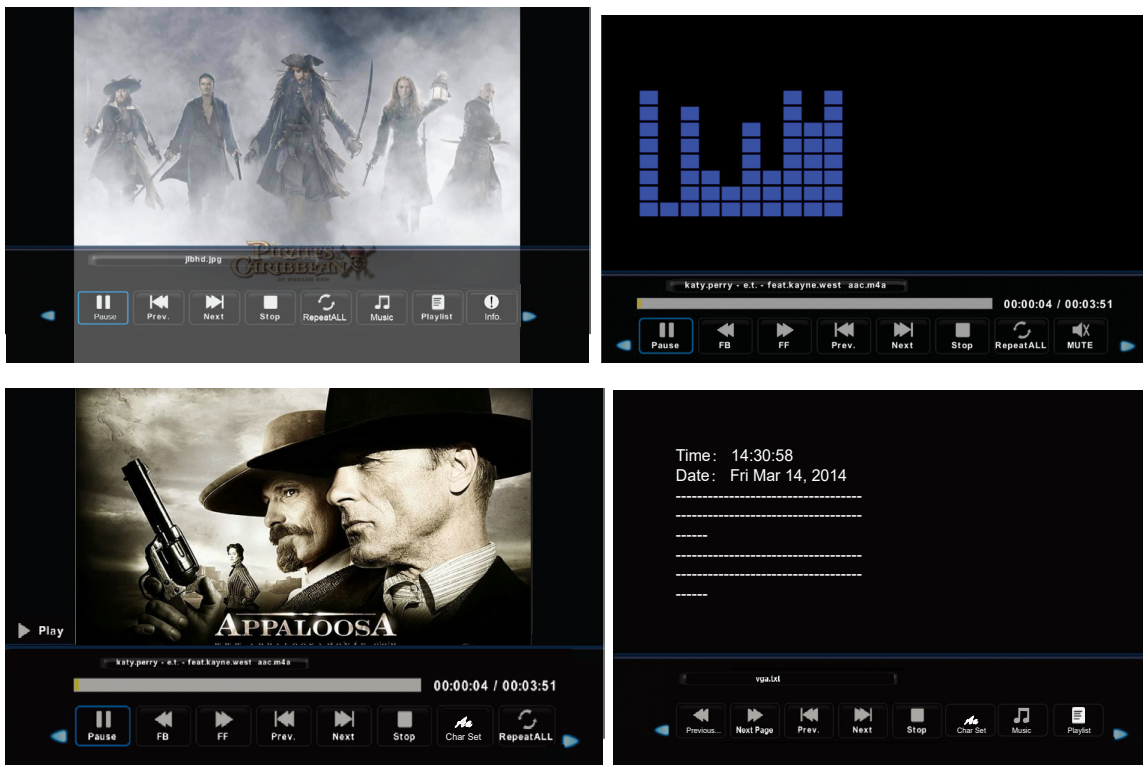 PIRATES
CARIBBEAN
jlbhd.jpg
Pause Prev. Next Stop RepeatALL Music Playlist Info.
katy.perry - e.t. - feat.kayne.west aac.m4a
00:00:04 / 00:03:51
Pause FB FF Prev. Next Stop RepeatALL MUTE
APPALOOSA
Play
katy.perry - e.t. - feat.kayne.west aac.m4a
00:00:04 / 00:03:51
Pause FB FF Prev. Next Stop Aa Char Set RepeatALL
Time: 14:30:58
Date: Fri Mar 14, 2014
-----------------------------------
-----------------------------------
------
-----------------------------------
-----------------------------------
------
vga.txt
Previous... Next Page Prev. Next Stop Aa Char Set Music Playlist